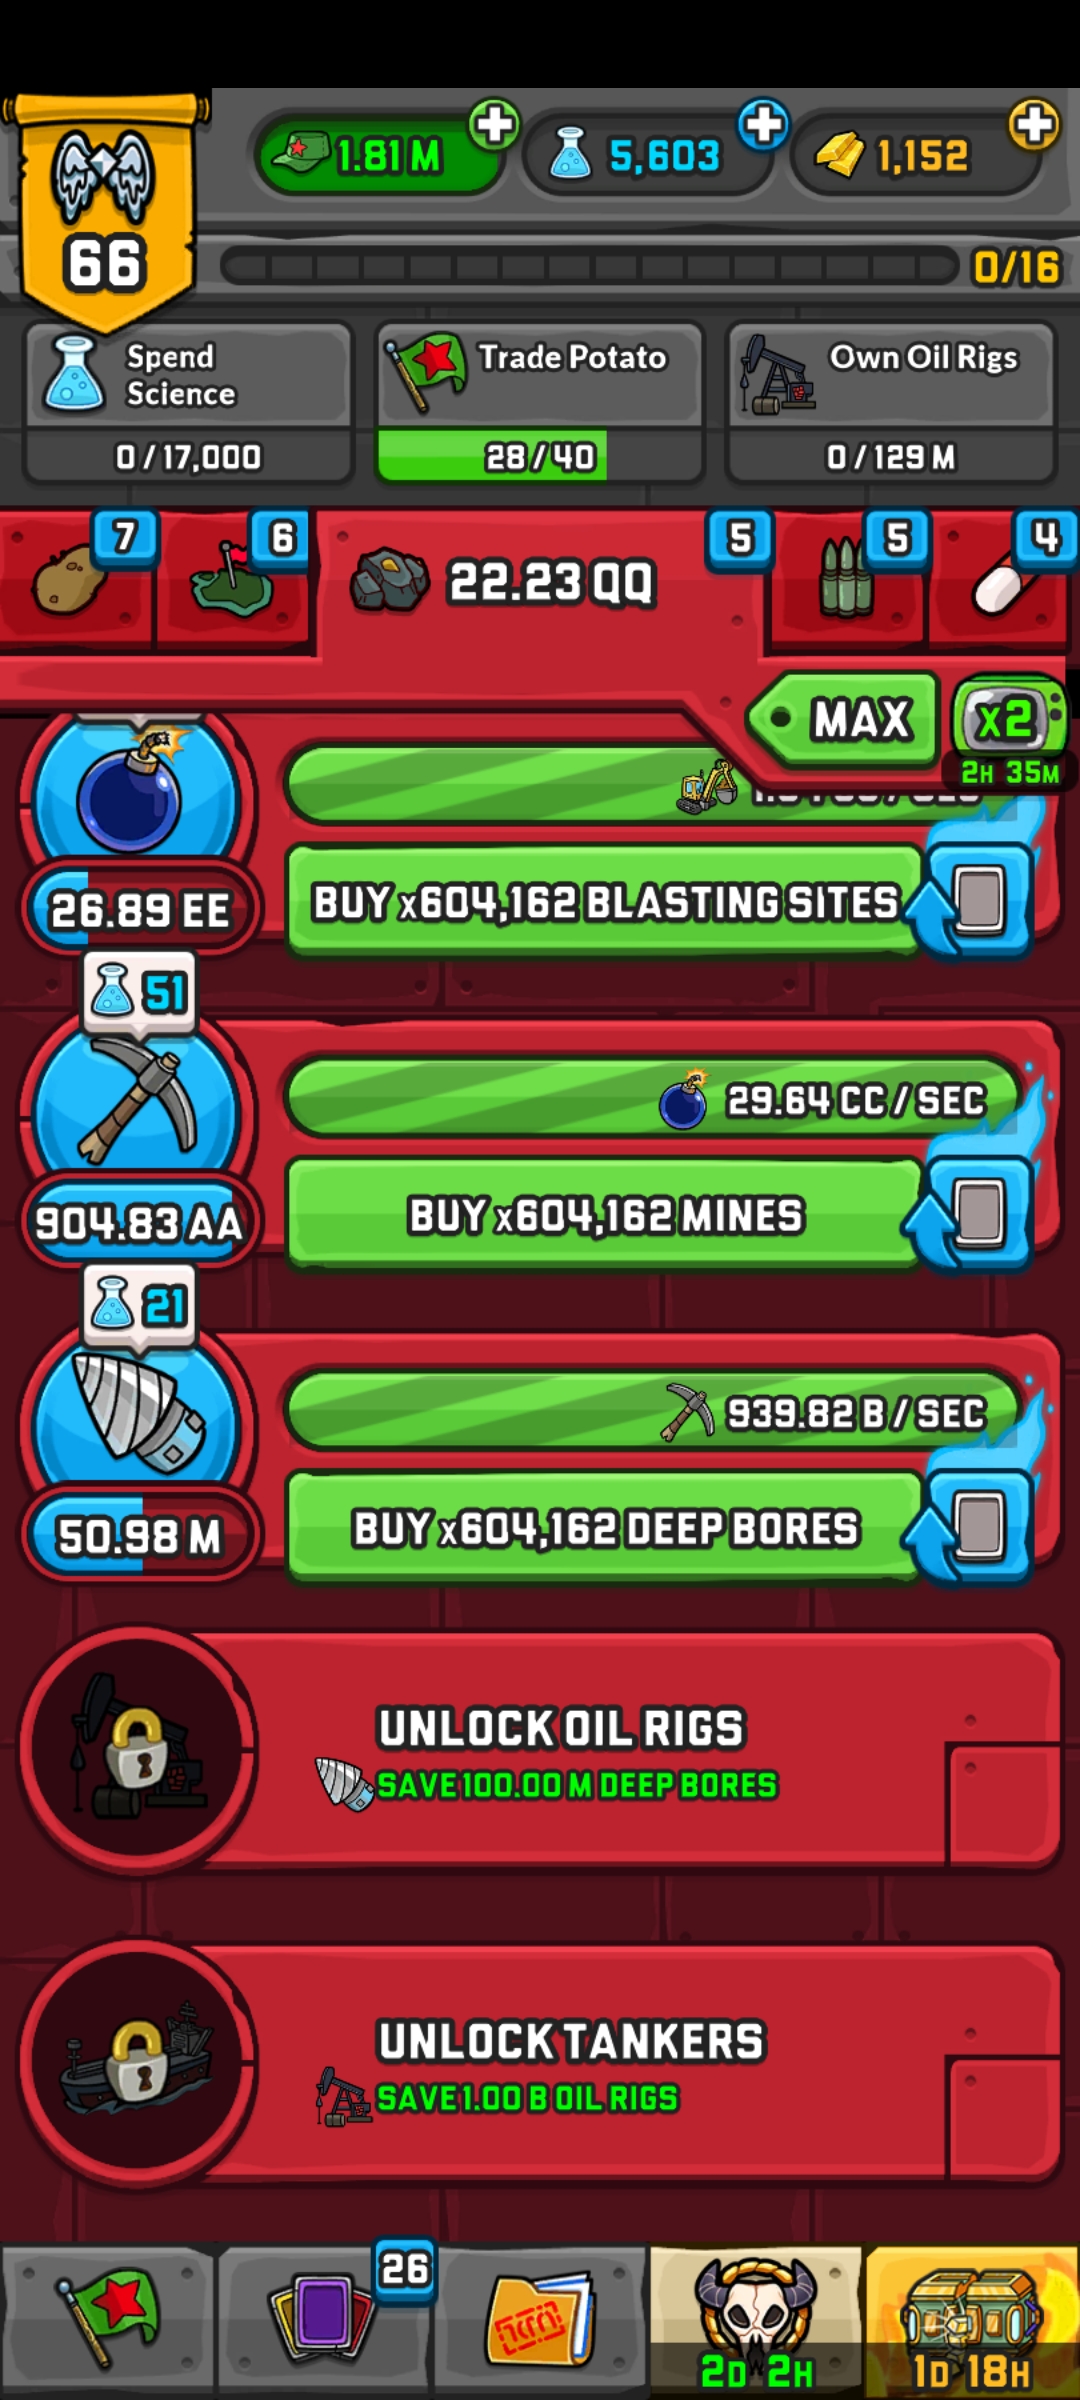 66
1.81 M
5,603
1,152
0/16
Spend
Science
0 / 17,000
Trade Potato
28 / 40
Own Oil Rigs
0 / 129 M
7
6
22.23 QQ
5
5
4
MAX
X2
2H 35M
26.89 EE
BUY x604,162 BLASTING SITES
51
29.64 CC / SEC
904.83 AA
BUY x604,162 MINES
21
939.82 B / SEC
50.98 M
BUY x604,162 DEEP BORES
UNLOCK OIL RIGS
SAVE 100.00 M DEEP BORES
UNLOCK TANKERS
SAVE 1.00 B OIL RIGS
26
2D 2H
1D 18H